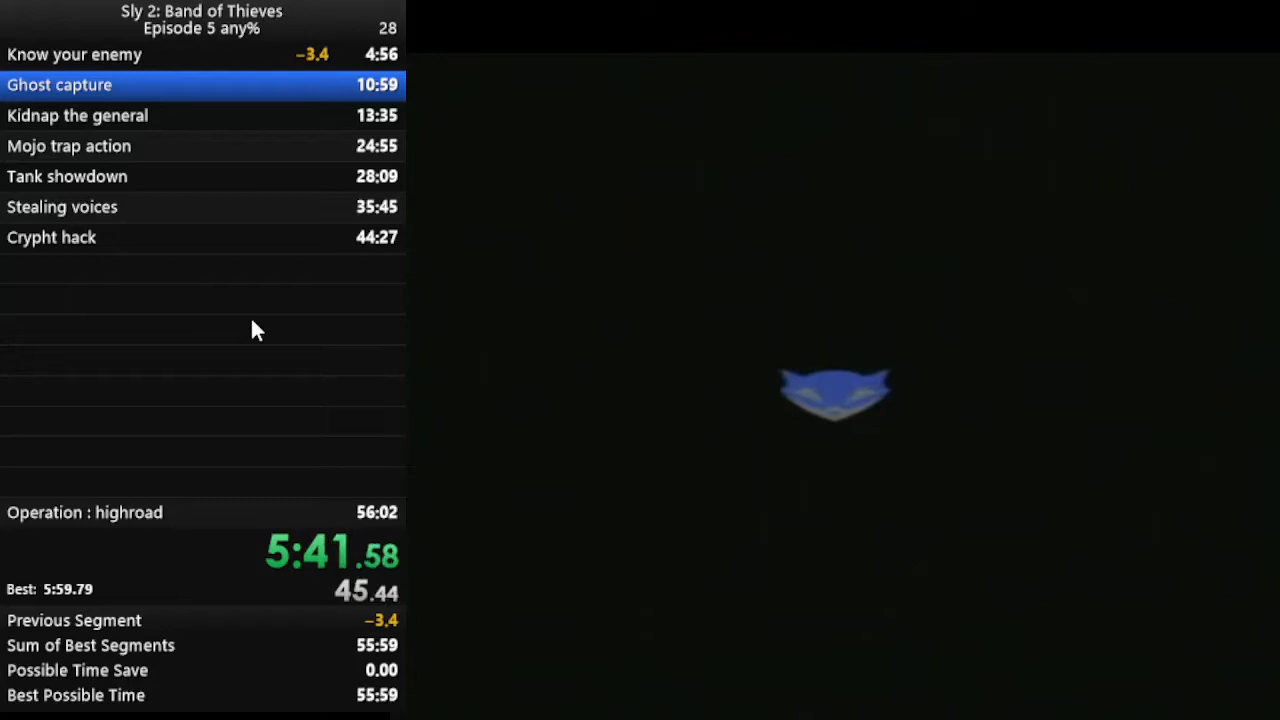 Sly 2: Band of Thieves
Episode 5 any% 28
Know your enemy −3.4 4:56
Ghost capture 10:59
Kidnap the general 13:35
Mojo trap action 24:55
Tank showdown 28:09
Stealing voices 35:45
Crypht hack 44:27
Operation : highroad 56:02
5:41.58
Best: 5:59.79 45.44
Previous Segment −3.4
Sum of Best Segments 55:59
Possible Time Save 0.00
Best Possible Time 55:59